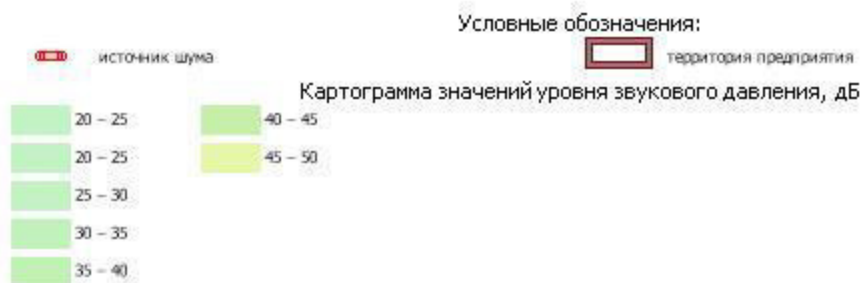 Условные обозначения:
источник шума
территория предприятия
Картограмма значений уровня звукового давления, дБ
20 – 25
40 – 45
20 – 25
45 – 50
25 – 30
30 – 35
35 – 40